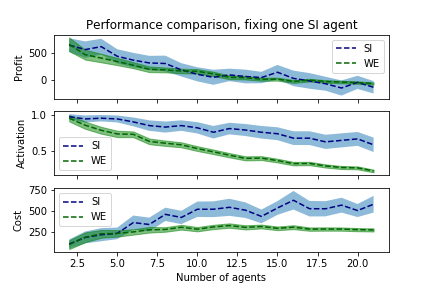 Performance comparison, fixing one SI agent
Profit
500
0
SI
WE
Activation
1.0
0.5
SI
WE
Cost
750
500
250
SI
WE
2.5 5.0 7.5 10.0 12.5 15.0 17.5 20.0
Number of agents